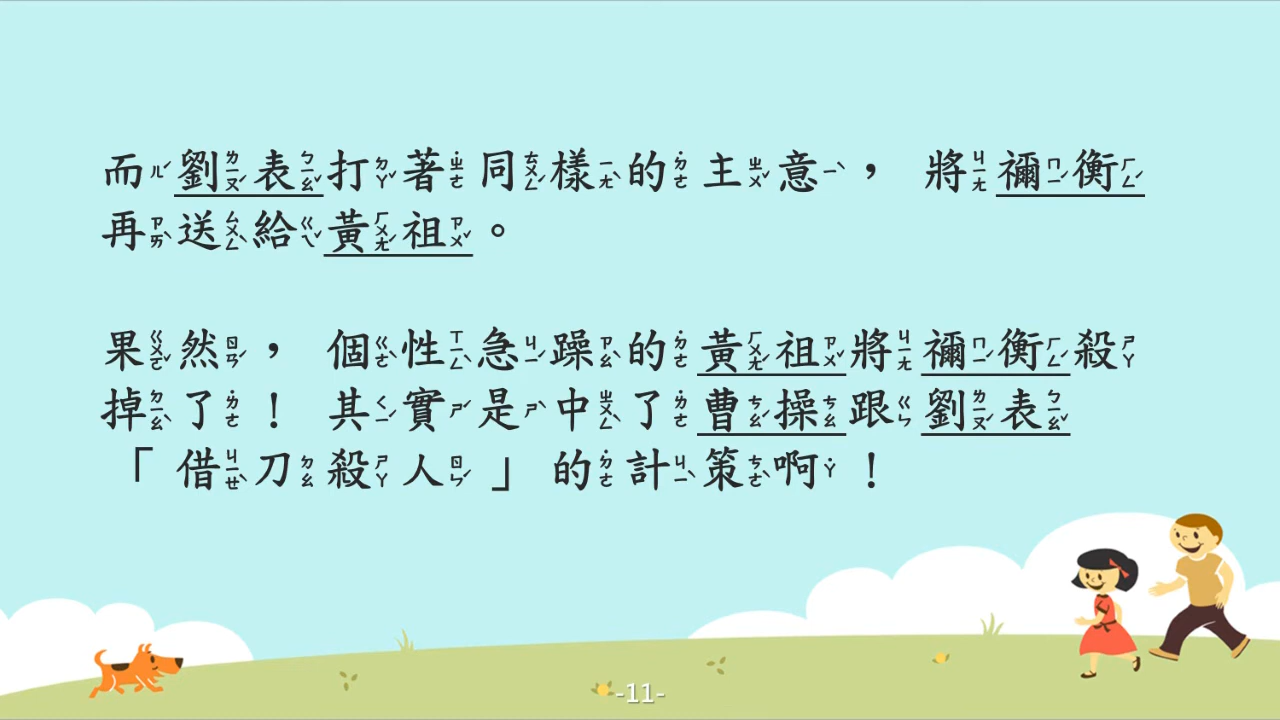 而劉表打著同樣的主意，將禰衡
再送給黃祖。
果然，個性急躁的黃祖將禰衡殺
掉了！其實是中了曹操跟劉表
「借刀殺人」的計策啊！
-11-